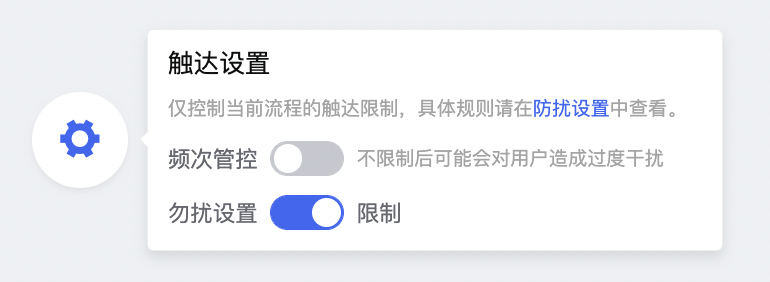 触达设置
仅控制当前流程的触达限制，具体规则请在防扰设置中查看。
频次管控 不限制后可能会对用户造成过度干扰
勿扰设置 限制